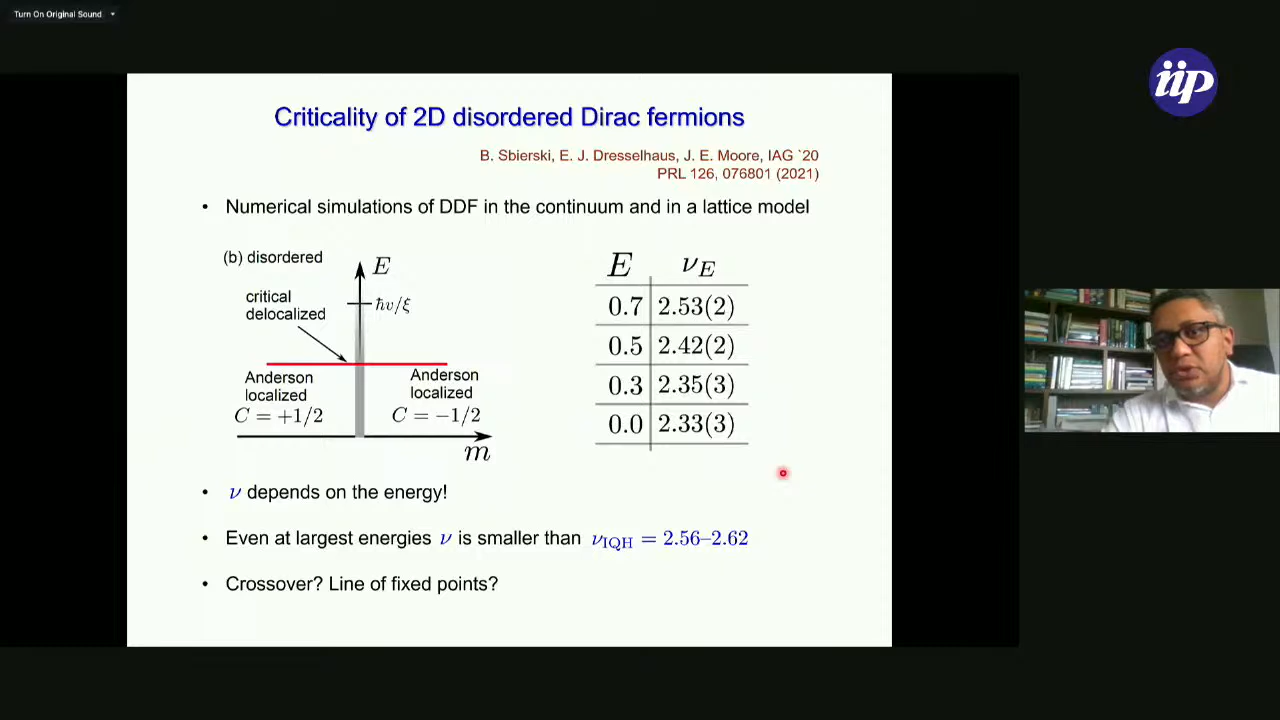 Turn On Original Sound
iip
Criticality of 2D disordered Dirac fermions
B. Sbierski, E. J. Dresselhaus, J. E. Moore, IAG `20
PRL 126, 076801 (2021)
• Numerical simulations of DDF in the continuum and in a lattice model
(b) disordered
E
critical
delocalized
ħv/ξ
Anderson
localized
C = +1/2
Anderson
localized
C = −1/2
m
E ν_E
0.7 2.53(2)
0.5 2.42(2)
0.3 2.35(3)
0.0 2.33(3)
• ν depends on the energy!
• Even at largest energies ν is smaller than ν_IQH = 2.56–2.62
• Crossover? Line of fixed points?